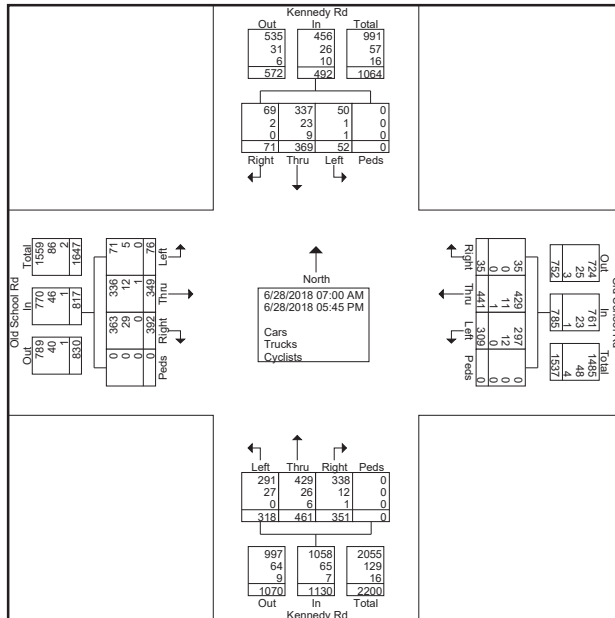 Kennedy Rd
Out In Total
535 456 991
31 26 57
6 10 16
572 492 1064
69 337 50 0
2 23 1 0
0 9 1 0
71 369 52 0
Right Thru Left Peds
Old School Rd
Out In Total
789 770 1559
40 46 86
1 1 2
830 817 1647
Peds Right Thru Left
0 363 336 71
0 29 12 5
0 0 1 0
0 392 349 76
North
6/28/2018 07:00 AM
6/28/2018 05:45 PM
Cars
Trucks
Cyclists
Right Thru Left Peds
35 429 297 0
0 11 12 0
0 1 0 0
35 441 309 0
Out In Total
724 761 1485
25 23 48
3 1 4
752 785 1537
Old School Rd
Left Thru Right Peds
291 429 338 0
27 26 12 0
0 6 1 0
318 461 351 0
997 1058 2055
64 65 129
9 7 16
1070 1130 2200
Out In Total
Kennedy Rd